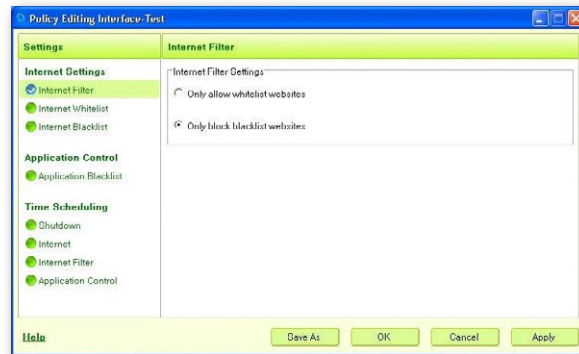 Policy Editing Interface-Test
Settings
Internet Filter
Internet Settings
Internet Filter
Internet Whitelist
Internet Blacklist
Application Control
Application Blacklist
Time Scheduling
Shutdown
Internet
Internet Filter
Application Control
Internet Filter Settings
Only allow whitelist websites
Only block blacklist websites
Help
Save As
OK
Cancel
Apply